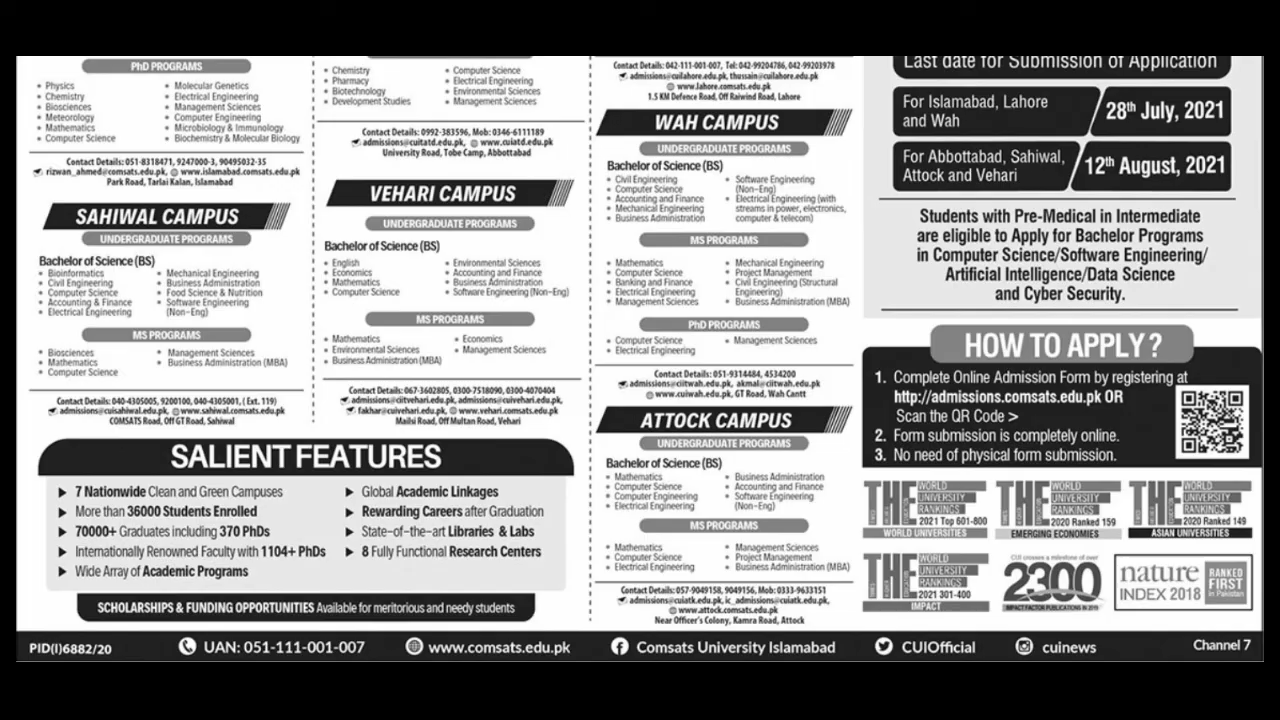 PhD PROGRAMS
• Physics
• Chemistry
• Biosciences
• Meteorology
• Mathematics
• Computer Science
• Molecular Genetics
• Electrical Engineering
• Management Sciences
• Computer Engineering
• Microbiology & Immunology
• Biochemistry & Molecular Biology
Contact Details: 051-8318471, 9247000-3, 90495032-35
rizwan_ahmed@comsats.edu.pk, www.islamabad.comsats.edu.pk
Park Road, Tarlai Kalan, Islamabad
SAHIWAL CAMPUS
UNDERGRADUATE PROGRAMS
Bachelor of Science (BS)
• Bioinformatics
• Civil Engineering
• Computer Science
• Accounting & Finance
• Electrical Engineering
• Mechanical Engineering
• Business Administration
• Food Science & Nutrition
• Software Engineering
(Non-Eng)
MS PROGRAMS
• Biosciences
• Mathematics
• Computer Science
• Management Sciences
• Business Administration (MBA)
Contact Details: 040-4305005, 9200100, 040-4305001, ( Ext. 119)
admissions@cuisahiwal.edu.pk, www.sahiwal.comsats.edu.pk
COMSATS Road, Off GT Road, Sahiwal
• Chemistry
• Pharmacy
• Biotechnology
• Development Studies
• Computer Science
• Electrical Engineering
• Environmental Sciences
• Management Sciences
Contact Details: 0992-383596, Mob: 0346-6111189
admissions@cuiatd.edu.pk, www.cuiatd.edu.pk
University Road, Tobe Camp, Abbottabad
VEHARI CAMPUS
UNDERGRADUATE PROGRAMS
Bachelor of Science (BS)
• English
• Economics
• Mathematics
• Computer Science
• Environmental Sciences
• Accounting and Finance
• Business Administration
• Software Engineering (Non-Eng)
MS PROGRAMS
• Mathematics
• Environmental Sciences
• Business Administration (MBA)
• Economics
• Management Sciences
Contact Details: 067-3602805, 0300-7518090, 0300-4070404
admissions@ciitvehari.edu.pk, admissions@cuivehari.edu.pk,
fakhar@cuivehari.edu.pk, www.vehari.comsats.edu.pk
Mailsi Road, Off Multan Road, Vehari
SALIENT FEATURES
▶ 7 Nationwide Clean and Green Campuses
▶ More than 36000 Students Enrolled
▶ 70000+ Graduates including 370 PhDs
▶ Internationally Renowned Faculty with 1104+ PhDs
▶ Wide Array of Academic Programs
▶ Global Academic Linkages
▶ Rewarding Careers after Graduation
▶ State-of-the-art Libraries & Labs
▶ 8 Fully Functional Research Centers
SCHOLARSHIPS & FUNDING OPPORTUNITIES Available for meritorious and needy students
Contact Details: 042-111-001-007, Tel: 042-99204786, 042-99203978
admissions@cuilahore.edu.pk, thussain@cuilahore.edu.pk
www.lahore.comsats.edu.pk
1.5 KM Defence Road, Off Raiwind Road, Lahore
WAH CAMPUS
UNDERGRADUATE PROGRAMS
Bachelor of Science (BS)
• Civil Engineering
• Computer Science
• Accounting and Finance
• Mechanical Engineering
• Business Administration
• Software Engineering
(Non-Eng)
• Electrical Engineering (with
streams in power, electronics,
computer & telecom)
MS PROGRAMS
• Mathematics
• Computer Science
• Banking and Finance
• Electrical Engineering
• Management Sciences
• Mechanical Engineering
• Project Management
• Civil Engineering (Structural
Engineering)
• Business Administration (MBA)
PhD PROGRAMS
• Computer Science
• Electrical Engineering
• Management Sciences
Contact Details: 051-9314484, 4534200
admissions@ciitwah.edu.pk, akmal@ciitwah.edu.pk
www.cuiwah.edu.pk, GT Road, Wah Cantt
ATTOCK CAMPUS
UNDERGRADUATE PROGRAMS
Bachelor of Science (BS)
• Mathematics
• Computer Science
• Computer Engineering
• Electrical Engineering
• Business Administration
• Accounting and Finance
• Software Engineering
(Non-Eng)
MS PROGRAMS
• Mathematics
• Computer Science
• Electrical Engineering
• Management Sciences
• Project Management
• Business Administration (MBA)
Contact Details: 057-9049158, 9049156, Mob: 0333-9633151
admissions@cuiatk.edu.pk, ic_admissions@cuiatk.edu.pk,
www.attock.comsats.edu.pk
Near Officer's Colony, Kamra Road, Attock
Last date for Submission of Application
For Islamabad, Lahore
and Wah
28th July, 2021
For Abbottabad, Sahiwal,
Attock and Vehari
12th August, 2021
Students with Pre-Medical in Intermediate
are eligible to Apply for Bachelor Programs
in Computer Science/Software Engineering/
Artificial Intelligence/Data Science
and Cyber Security.
HOW TO APPLY?
1. Complete Online Admission Form by registering at
http://admissions.comsats.edu.pk OR
Scan the QR Code >
2. Form submission is completely online.
3. No need of physical form submission.
THE WORLD
UNIVERSITY
RANKINGS
2021 Top 601-800
WORLD UNIVERSITIES
THE WORLD
UNIVERSITY
RANKINGS
2020 Ranked 159
EMERGING ECONOMIES
THE WORLD
UNIVERSITY
RANKINGS
2020 Ranked 149
ASIAN UNIVERSITIES
THE WORLD
UNIVERSITY
RANKINGS
2021 301-400
IMPACT
CUI crosses a milestone of over
2300
IMPACT FACTOR PUBLICATIONS IN 2019
nature
INDEX 2018
RANKED
FIRST
in Pakistan
PID(I)6882/20
UAN: 051-111-001-007
www.comsats.edu.pk
Comsats University Islamabad
CUIOfficial
cuinews
Channel 7